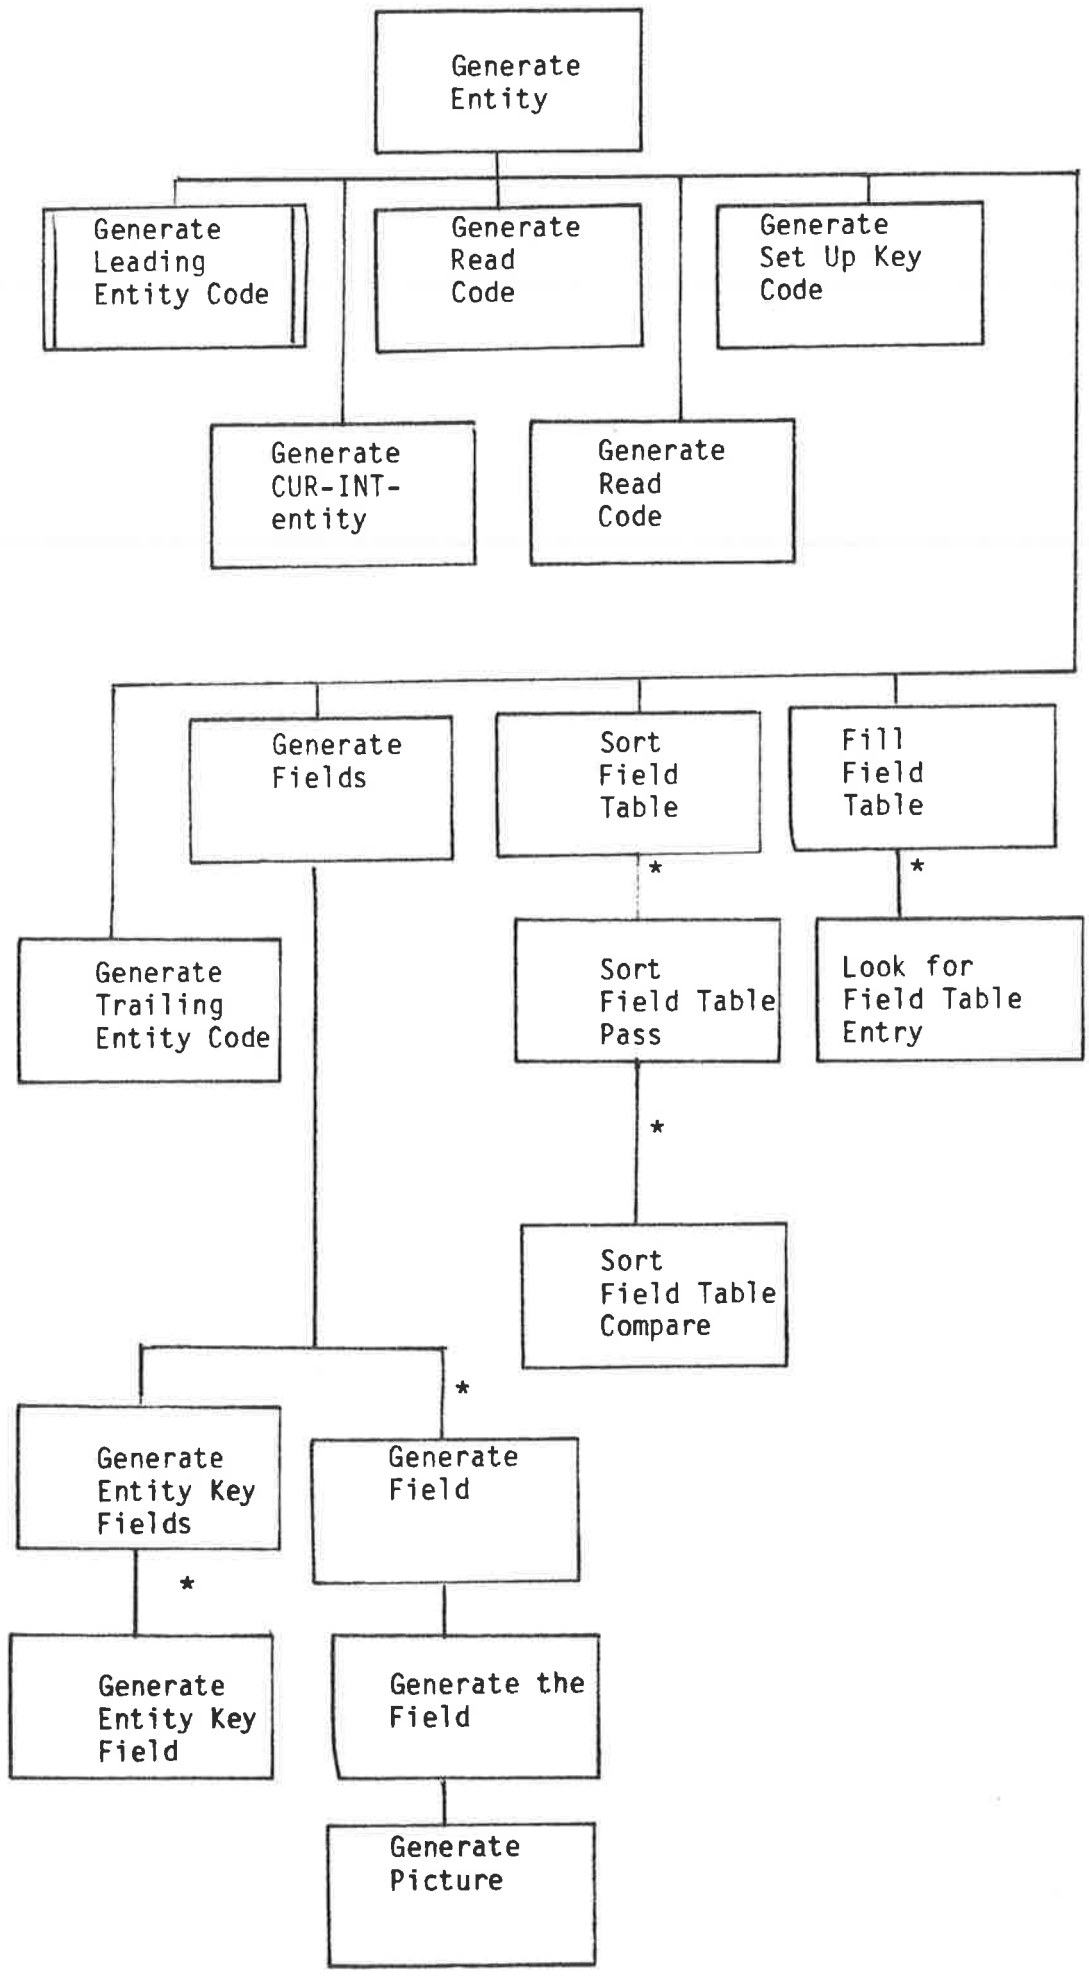 Generate
Entity
Generate
Leading
Entity Code
Generate
Read
Code
Generate
Set Up Key
Code
Generate
CUR-INT-
entity
Generate
Read
Code
Generate
Fields
Sort
Field
Table
Fill
Field
Table
*
*
Generate
Trailing
Entity Code
Sort
Field Table
Pass
Look for
Field Table
Entry
*
Sort
Field Table
Compare
*
Generate
Entity Key
Fields
Generate
Field
*
Generate
Entity Key
Field
Generate the
Field
Generate
Picture